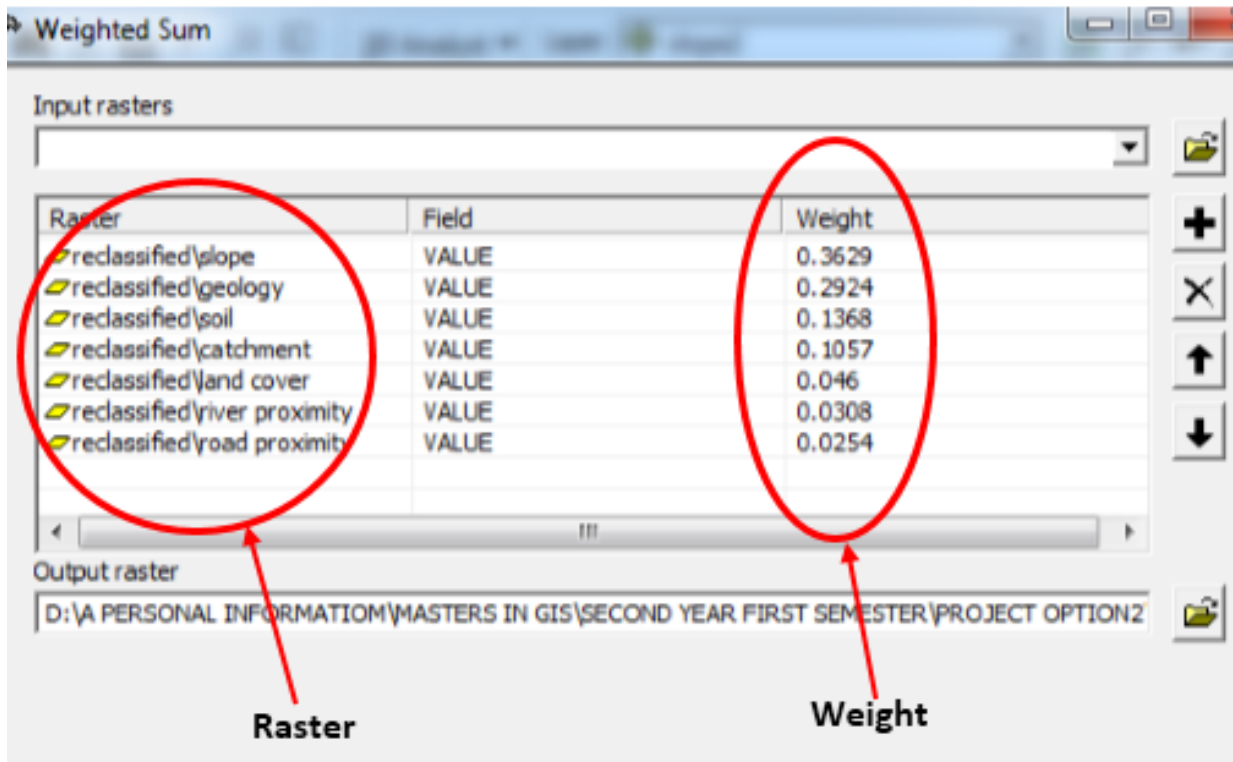 Weighted Sum
Input rasters
Raster Field Weight
reclassified\slope VALUE 0.3629
reclassified\geology VALUE 0.2924
reclassified\soil VALUE 0.1368
reclassified\catchment VALUE 0.1057
reclassified\land cover VALUE 0.046
reclassified\river proximity VALUE 0.0308
reclassified\road proximity VALUE 0.0254
Output raster
D:\A PERSONAL INFORMATIOM\MASTERS IN GIS\SECOND YEAR FIRST SEMESTER\PROJECT OPTION2
Raster Weight